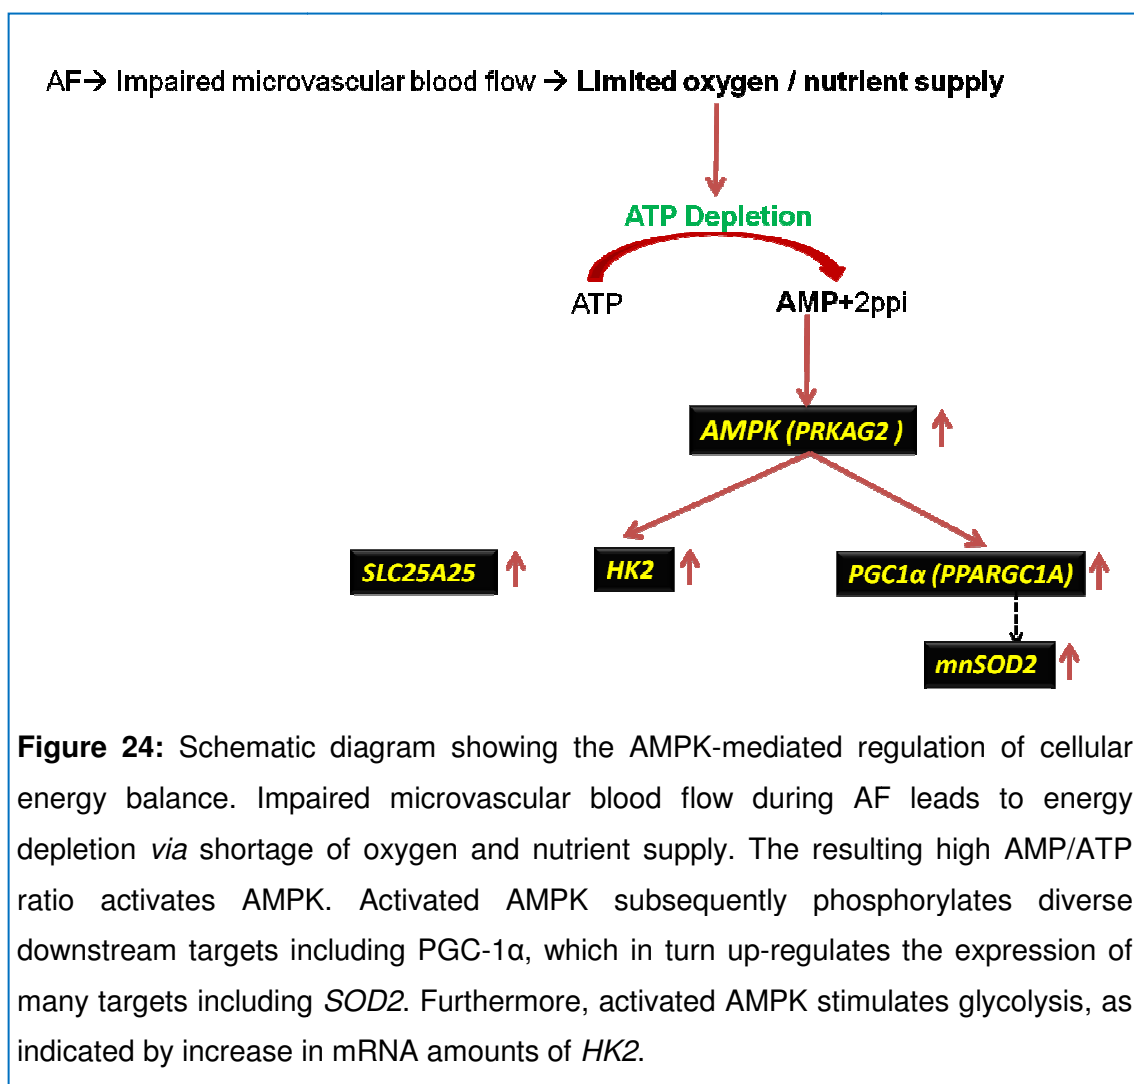 AF→ Impaired microvascular blood flow → Limited oxygen / nutrient supply
ATP Depletion
ATP AMP+2ppi
AMPK (PRKAG2 )
SLC25A25 HK2 PGC1α (PPARGC1A)
mnSOD2
Figure 24: Schematic diagram showing the AMPK-mediated regulation of cellular
energy balance. Impaired microvascular blood flow during AF leads to energy
depletion via shortage of oxygen and nutrient supply. The resulting high AMP/ATP
ratio activates AMPK. Activated AMPK subsequently phosphorylates diverse
downstream targets including PGC-1α, which in turn up-regulates the expression of
many targets including SOD2. Furthermore, activated AMPK stimulates glycolysis, as
indicated by increase in mRNA amounts of HK2.